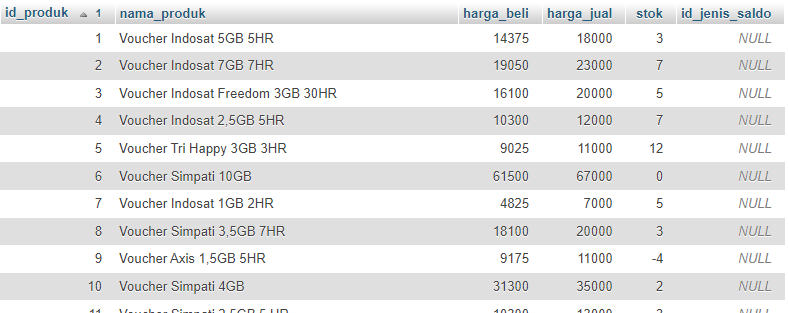 id_produk 1 nama_produk harga_beli harga_jual stok id_jenis_saldo
1 Voucher Indosat 5GB 5HR 14375 18000 3 NULL
2 Voucher Indosat 7GB 7HR 19050 23000 7 NULL
3 Voucher Indosat Freedom 3GB 30HR 16100 20000 5 NULL
4 Voucher Indosat 2,5GB 5HR 10300 12000 7 NULL
5 Voucher Tri Happy 3GB 3HR 9025 11000 12 NULL
6 Voucher Simpati 10GB 61500 67000 0 NULL
7 Voucher Indosat 1GB 2HR 4825 7000 5 NULL
8 Voucher Simpati 3,5GB 7HR 18100 20000 3 NULL
9 Voucher Axis 1,5GB 5HR 9175 11000 -4 NULL
10 Voucher Simpati 4GB 31300 35000 2 NULL
11 Voucher Simpati